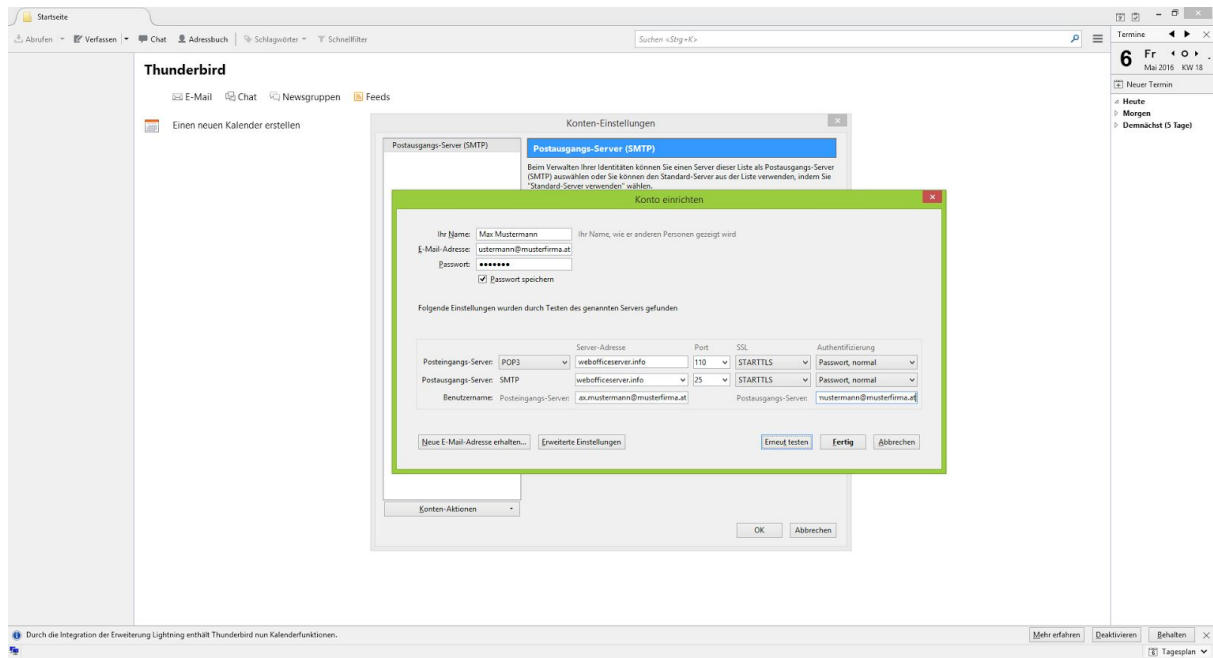 Startseite
Abrufen Verfassen Chat Adressbuch Schlagwörter Schnellfilter Suchen <Strg+K>
Termine
6 Fr
Mai 2016 KW 18
Neuer Termin
Heute
Morgen
Demnächst (5 Tage)
Thunderbird
E-Mail Chat Newsgruppen Feeds
Einen neuen Kalender erstellen
Konten-Einstellungen
Postausgangs-Server (SMTP)
Postausgangs-Server (SMTP)
Beim Verwalten Ihrer Identitäten können Sie einen Server dieser Liste als Postausgangs-Server
(SMTP) auswählen oder Sie können den Standard-Server aus der Liste verwenden, indem Sie
"Standard-Server verwenden" wählen.
Konto einrichten
Ihr Name: Max Mustermann Ihr Name, wie er anderen Personen gezeigt wird
E-Mail-Adresse: ustermann@musterfirma.at
Passwort: •••••••
Passwort speichern
Folgende Einstellungen wurden durch Testen des genannten Servers gefunden
Server-Adresse Port SSL Authentifizierung
Posteingangs-Server: POP3 webofficeserver.info 110 STARTTLS Passwort, normal
Postausgangs-Server: SMTP webofficeserver.info 25 STARTTLS Passwort, normal
Benutzername: Posteingangs-Server: ax.mustermann@musterfirma.at Postausgangs-Server: mustermann@musterfirma.at
Neue E-Mail-Adresse erhalten... Erweiterte Einstellungen Erneut testen Fertig Abbrechen
Konten-Aktionen
OK Abbrechen
Durch die Integration der Erweiterung Lightning enthält Thunderbird nun Kalenderfunktionen. Mehr erfahren Deaktivieren Behalten
6 Tagesplan